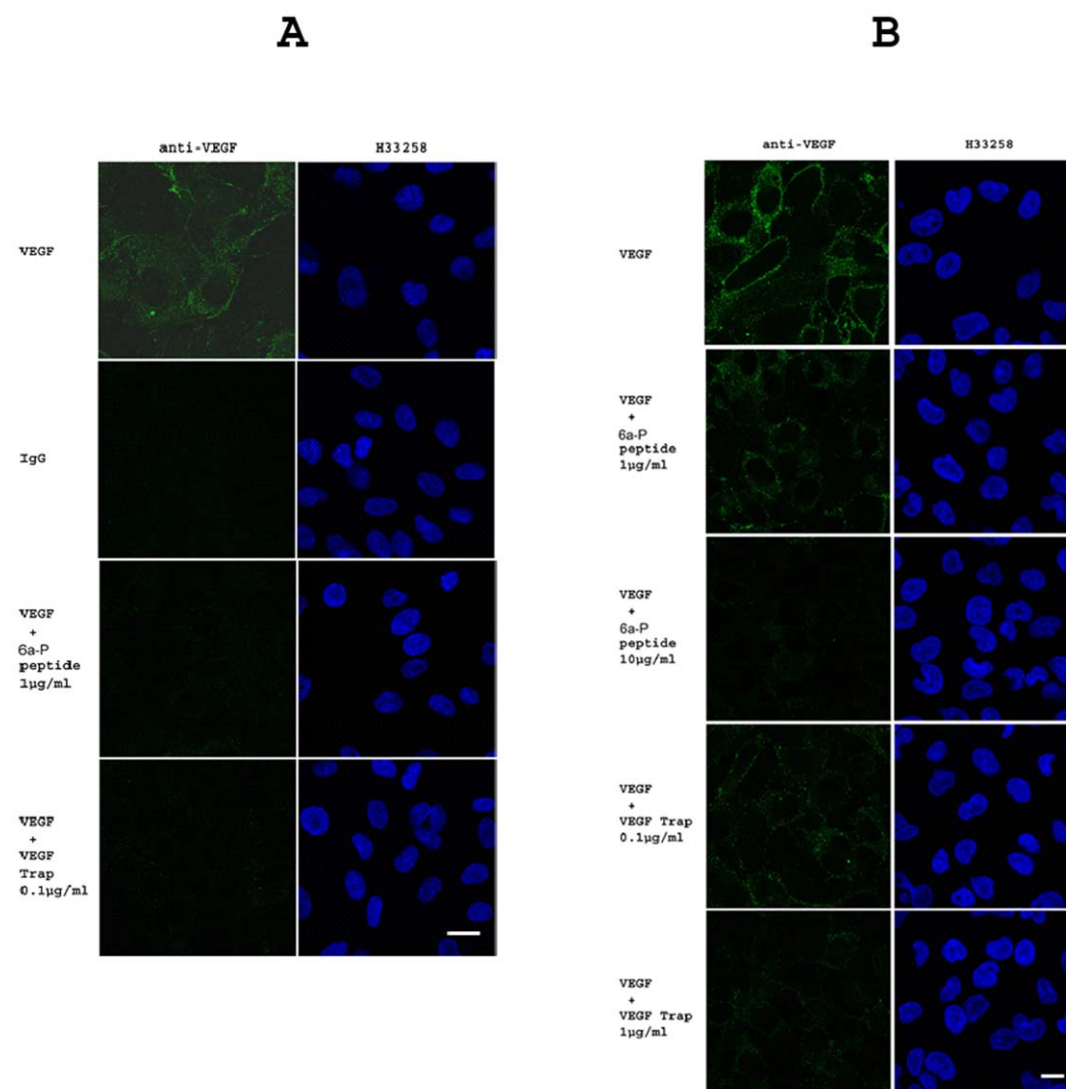 A
anti-VEGF
H33258
VEGF
IgG
VEGF
+
6a-P
peptide
1µg/ml
VEGF
+
VEGF
Trap
0.1µg/ml
B
anti-VEGF
H33258
VEGF
VEGF
+
6a-P
peptide
1µg/ml
VEGF
+
6a-P
peptide
10µg/ml
VEGF
+
VEGF Trap
0.1µg/ml
VEGF
+
VEGF Trap
1µg/ml